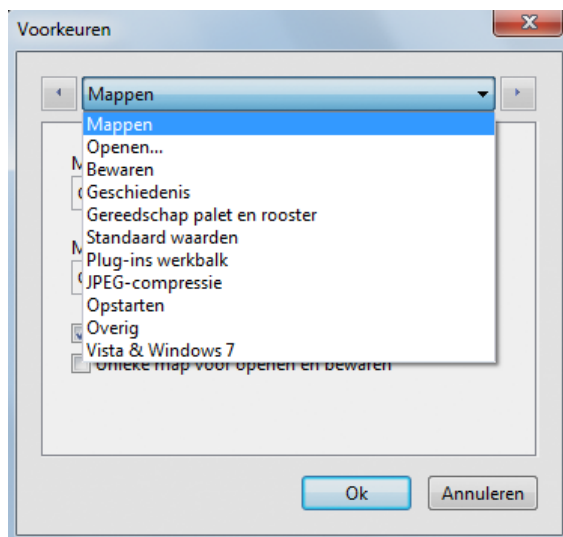 Voorkeuren
Mappen
Mappen
Openen...
Bewaren
Geschiedenis
Gereedschap palet en rooster
Standaard waarden
Plug-ins werkbalk
JPEG-compressie
Opstarten
Overig
Vista & Windows 7
Unieke map voor openen en bewaren
Ok Annuleren